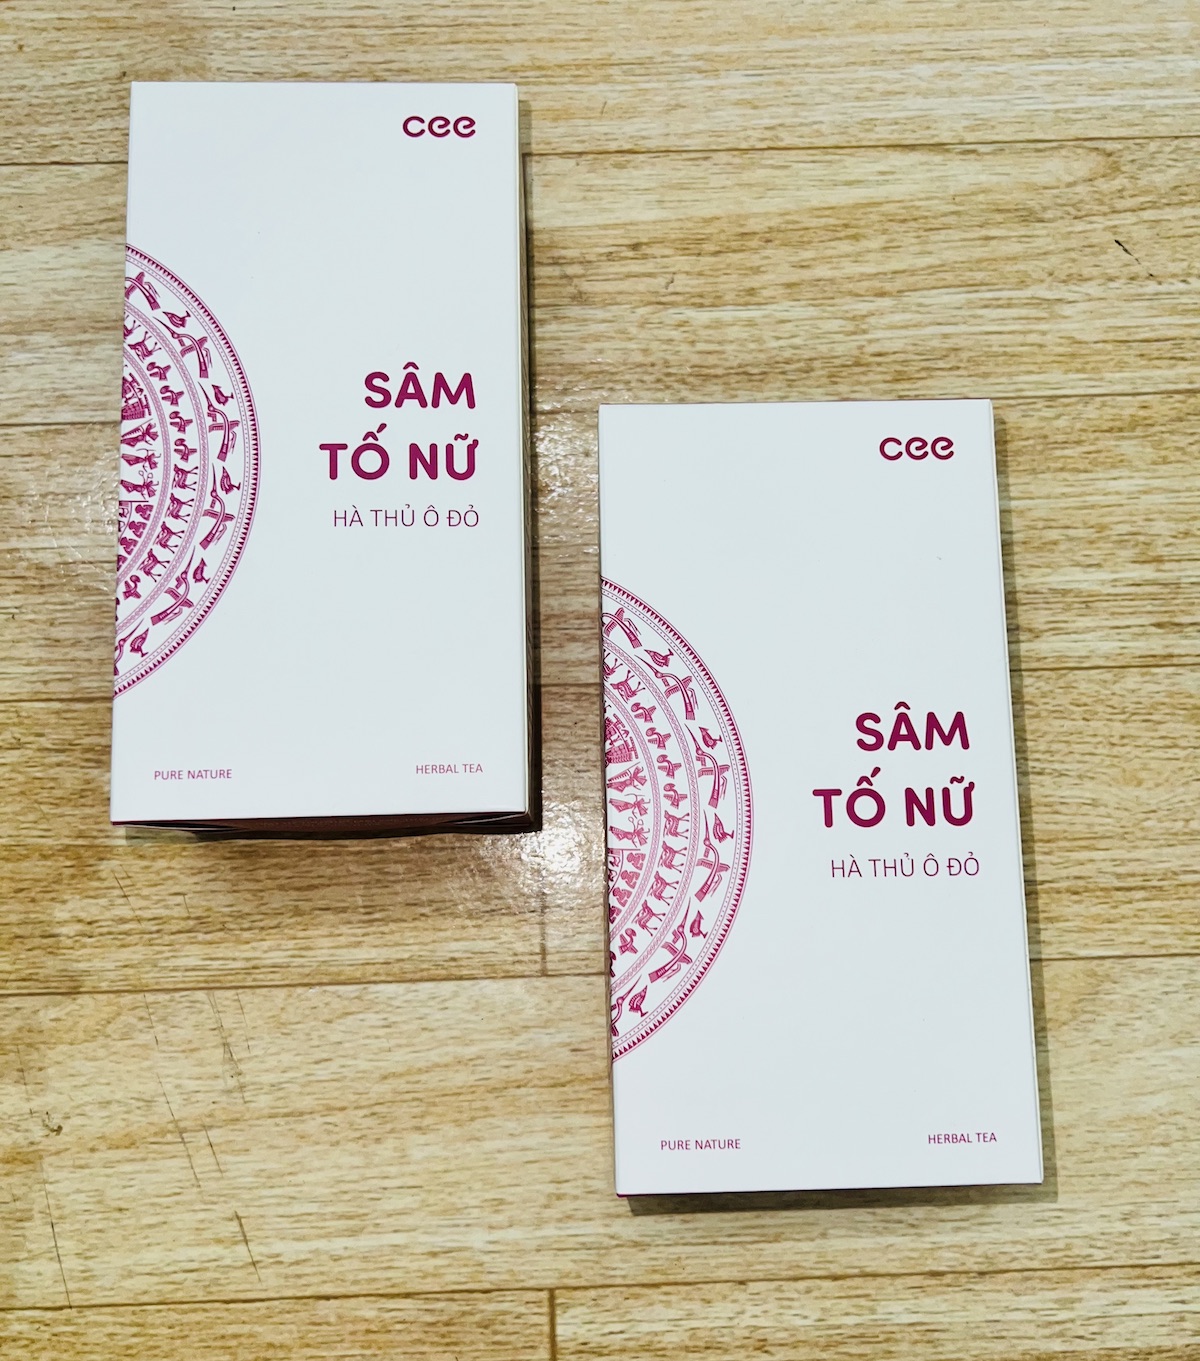 cee
SÂM
TỐ NỮ
HÀ THỦ Ô ĐỎ
PURE NATURE
HERBAL TEA
cee
SÂM
TỐ NỮ
HÀ THỦ Ô ĐỎ
PURE NATURE
HERBAL TEA